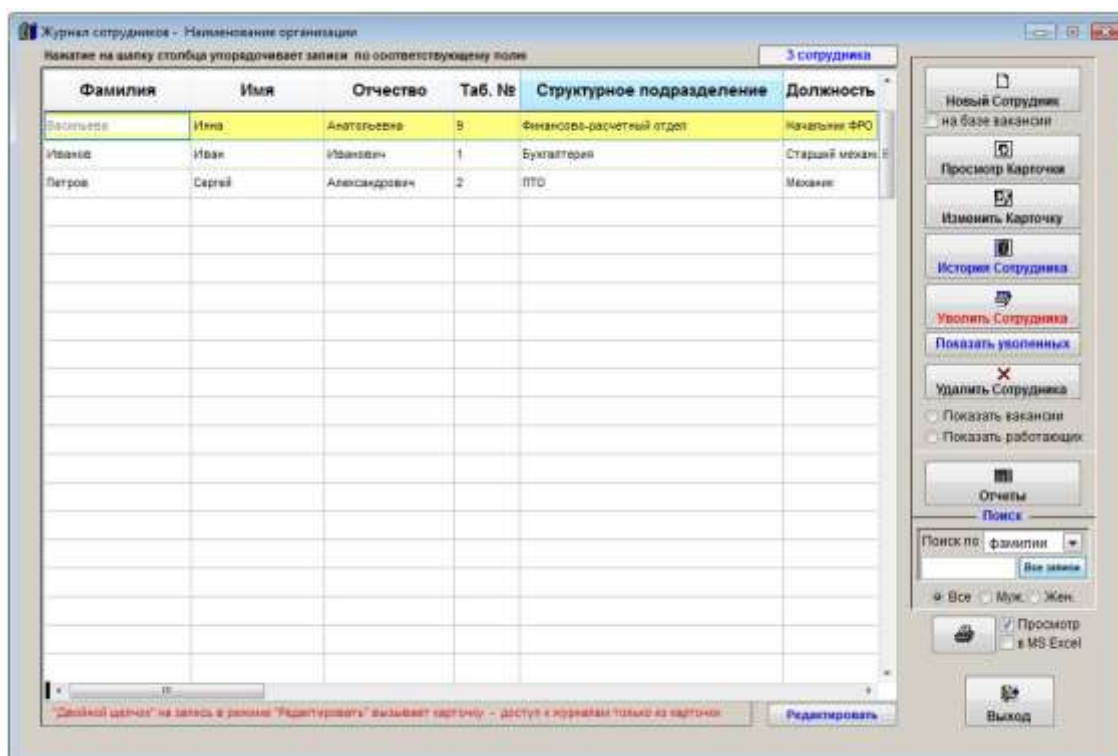 Журнал сотрудников - Наименование организации
Нажатие на шапку столбца упорядочивает записи по соответствующему полю
3 сотрудника
Фамилия Имя Отчество Таб. № Структурное подразделение Должность
Васильева Инна Анатольевна 9 Финансово-расчетный отдел Начальник ФРО
Иванов Иван Иванович 1 Бухгалтерия Старший механ
Петров Сергей Александрович 2 ПТО Механик
"Двойной щелчок" на запись в режиме "Редактировать" вызывает карточку - доступ к журналам только из карточки
Редактировать
Новый Сотрудник
на базе вакансии
Просмотр Карточки
Изменить Карточку
История Сотрудника
Уволить Сотрудника
Показать уволенных
Удалить Сотрудника
Показать вакансии
Показать работающих
Отчеты
Поиск
Поиск по фамилии
Все записи
Все Муж. Жен.
Просмотр
в MS Excel
Выход